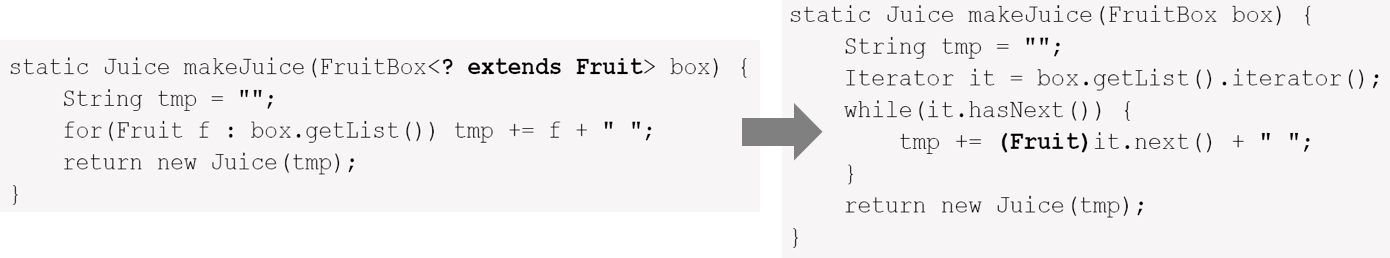 static Juice makeJuice(FruitBox<? extends Fruit> box) {
    String tmp = "";
    for(Fruit f : box.getList()) tmp += f + " ";
    return new Juice(tmp);
}
static Juice makeJuice(FruitBox box) {
    String tmp = "";
    Iterator it = box.getList().iterator();
    while(it.hasNext()) {
        tmp += (Fruit)it.next() + " ";
    }
    return new Juice(tmp);
}